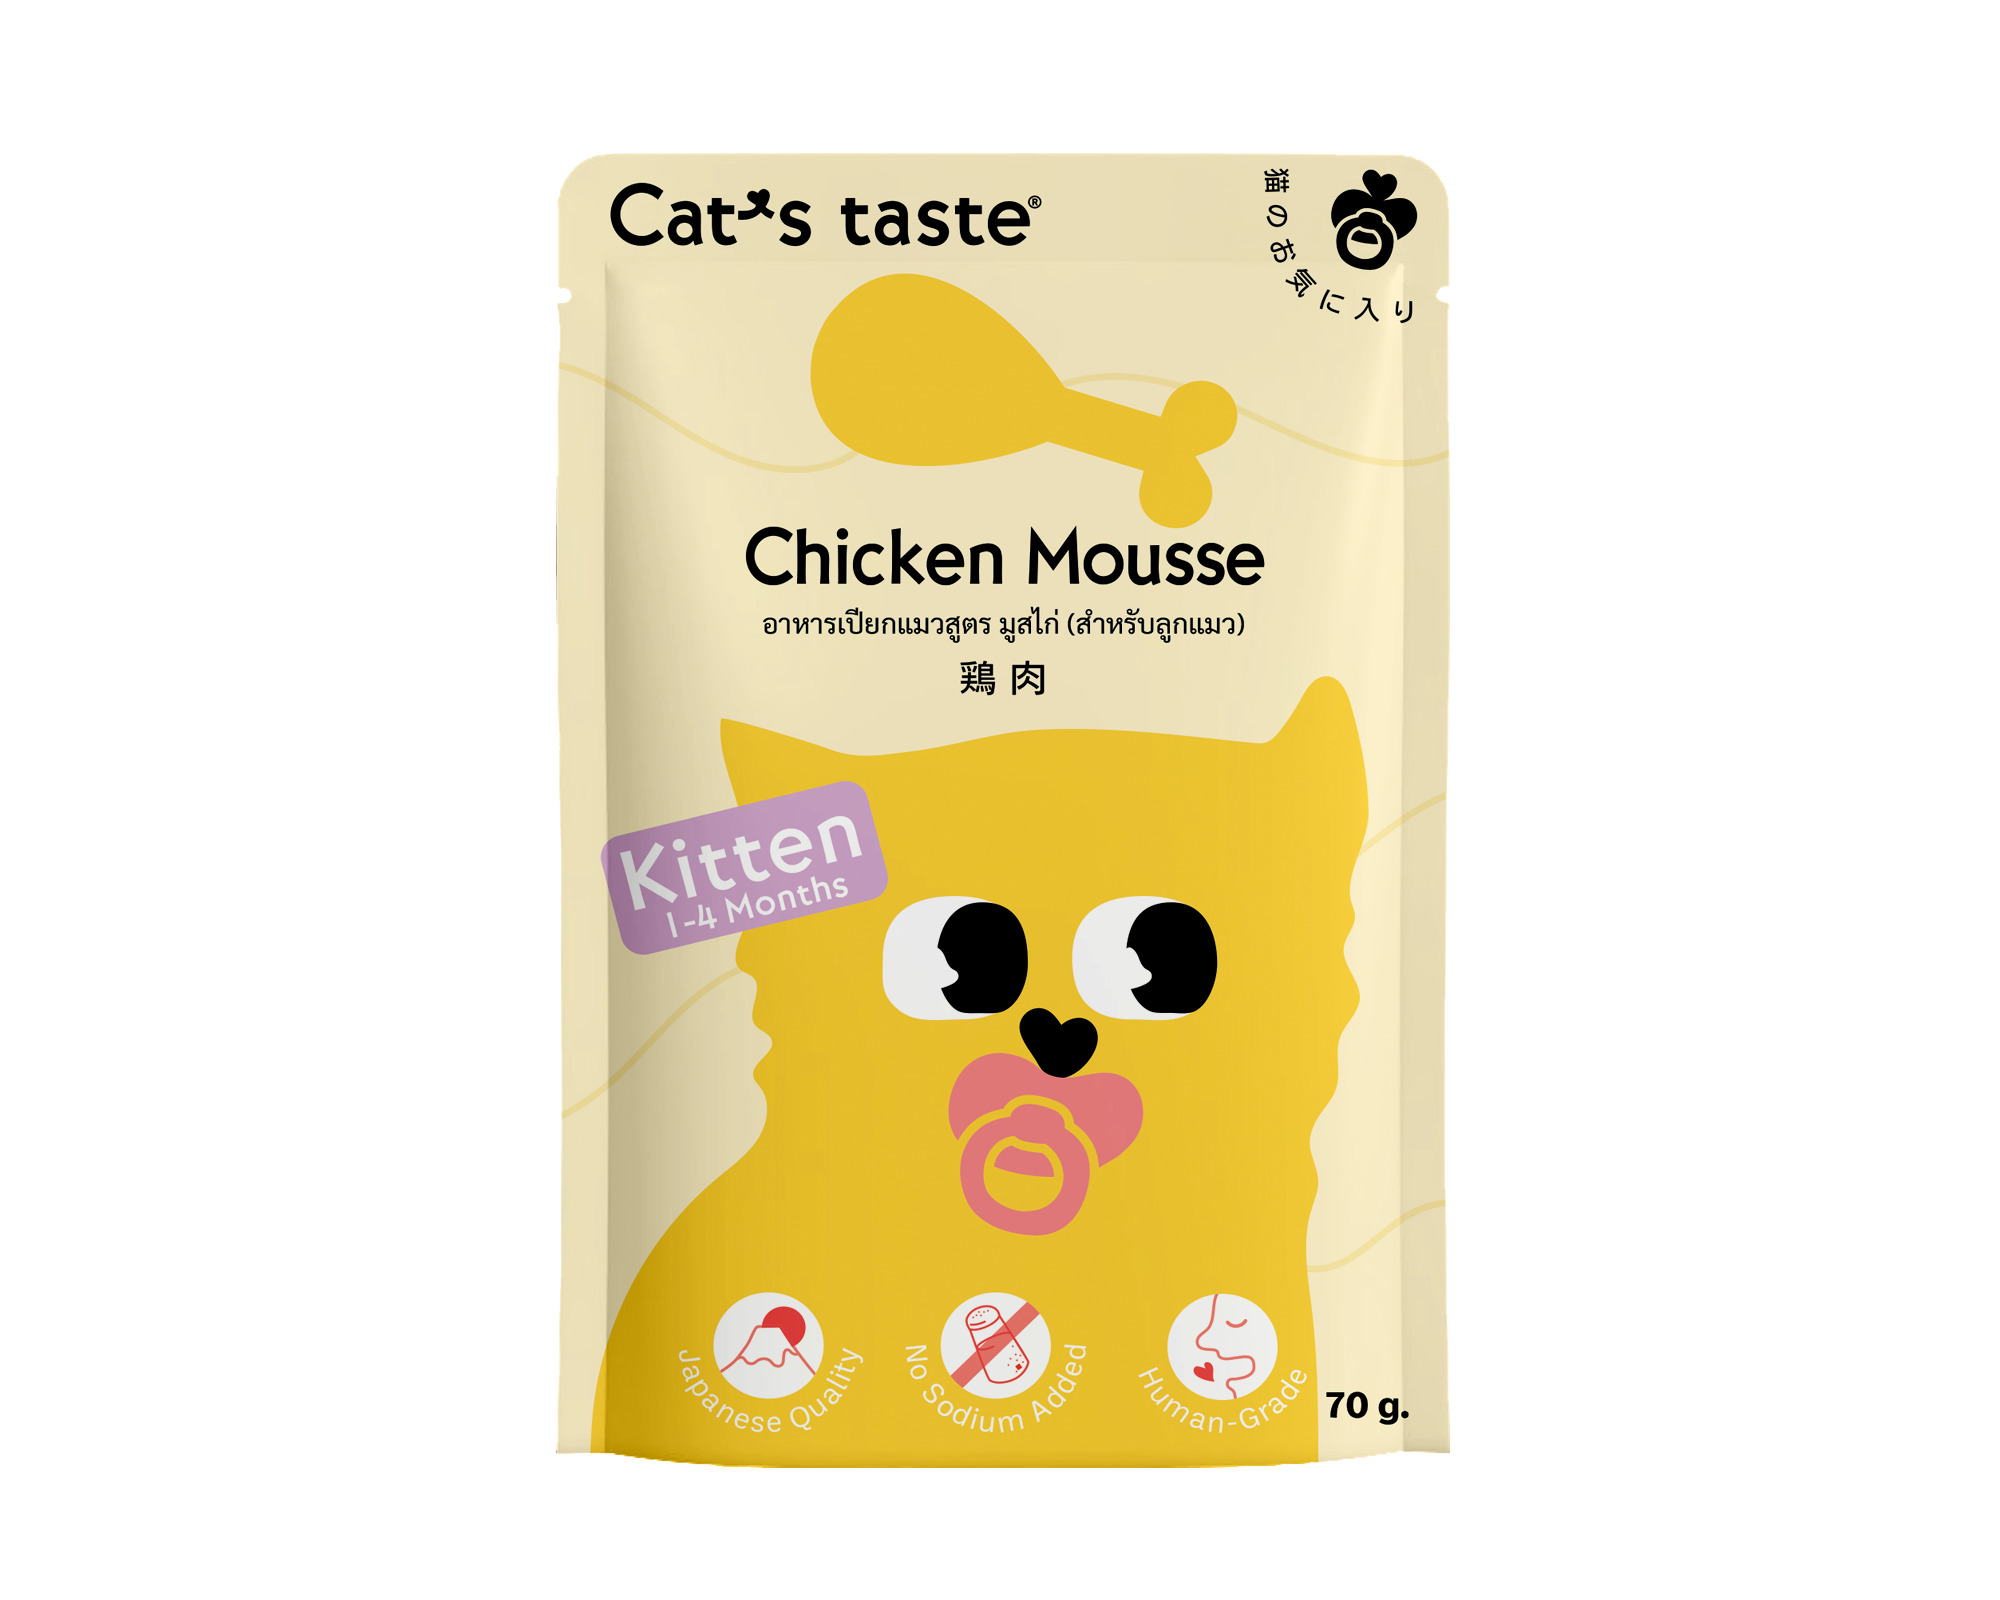 Cat's taste®
猫のお気に入り
Chicken Mousse
อาหารเปียกแมวสูตร มูสไก่ (สำหรับลูกแมว)
鶏肉
Kitten
1-4 Months
Japanese Quality
No Sodium Added
Human-Grade
70 g.